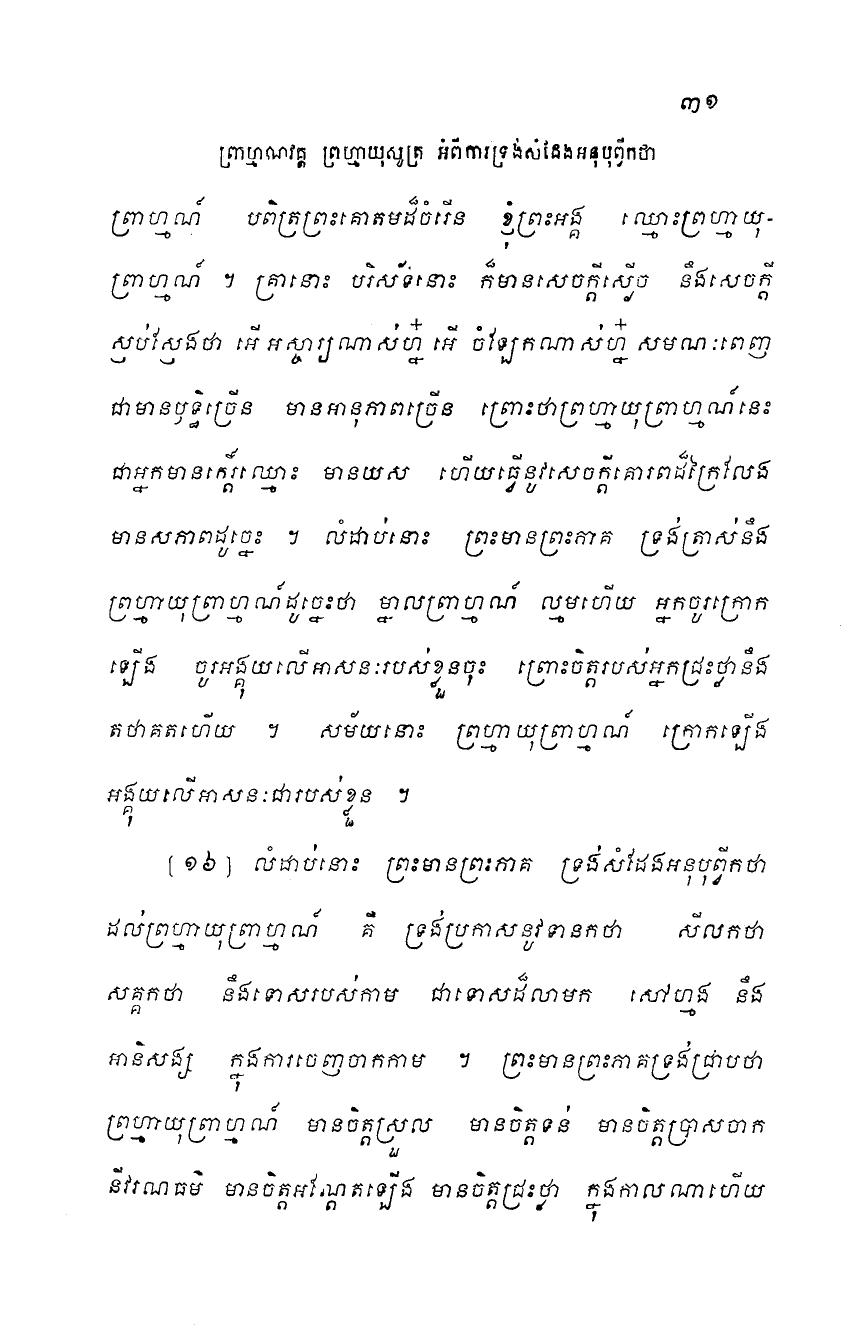 ៣១
ព្រាហ្មណវគ្គ ព្រហ្មាយុសូត្រ អំពីការទ្រង់សំដែងអនុបុព្វីកថា
ព្រាហ្មណ៍ បពិត្រព្រះគោតមដ៏ចំរើន ខ្ញុំព្រះអង្គ ឈ្មោះព្រហ្មាយុ-
ព្រាហ្មណ៍ ។ គ្រានោះ បរិស័ទនោះ ក៏មានសេចក្តីស្ងើច នឹងសេចក្តី
ស្ញប់ស្ញែងថា អើ អស្ចារ្យណាស់ហ្ន៎ អើ ចំឡែកណាស់ហ្ន៎ សមណៈពេញ
ជាមានឫទ្ធិច្រើន មានអានុភាពច្រើន ព្រោះថាព្រហ្មាយុព្រាហ្មណ៍នេះ
ជាអ្នកមានកេរ្តិ៍ឈ្មោះ មានយស ហើយធ្វើនូវសេចក្តីគោរពដ៏ក្រៃលែង
មានសភាពដូច្នេះ ។ លំដាប់នោះ ព្រះមានព្រះភាគ ទ្រង់ត្រាស់នឹង
ព្រហ្មាយុព្រាហ្មណ៍ដូច្នេះថា ម្នាលព្រាហ្មណ៍ ល្មមហើយ អ្នកចូរក្រោក
ឡើង ចូរអង្គុយលើអាសនៈរបស់ខ្លួនចុះ ព្រោះចិត្តរបស់អ្នកជ្រះថ្លានឹង
តថាគតហើយ ។ សម័យនោះ ព្រហ្មាយុព្រាហ្មណ៍ ក្រោកឡើង
អង្គុយលើអាសនៈជារបស់ខ្លួន ។
[១៦] លំដាប់នោះ ព្រះមានព្រះភាគ ទ្រង់សំដែងអនុបុព្វីកថា
ដល់ព្រហ្មាយុព្រាហ្មណ៍ គឺ ទ្រង់ប្រកាសនូវទានកថា សីលកថា
សគ្គកថា នឹងទោសរបស់កាម ជាទោសដ៏លាមក សៅហ្មង នឹង
អានិសង្ស ក្នុងការចេញចាកកាម ។ ព្រះមានព្រះភាគទ្រង់ជ្រាបថា
ព្រហ្មាយុព្រាហ្មណ៍ មានចិត្តស្រួល មានចិត្តទន់ មានចិត្តប្រាសចាក
នីវរណធម៌ មានចិត្តអណ្តែតឡើង មានចិត្តជ្រះថ្លា ក្នុងកាលណាហើយ